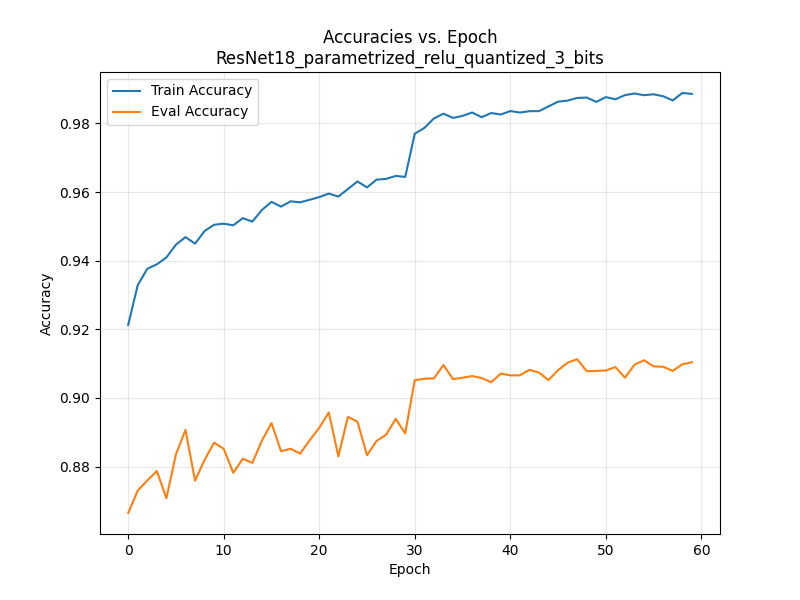 Accuracies vs. Epoch
ResNet18_parametrized_relu_quantized_3_bits
Train Accuracy
Eval Accuracy
0.98
0.96
0.94
0.92
0.90
0.88
Accuracy
0 10 20 30 40 50 60
Epoch